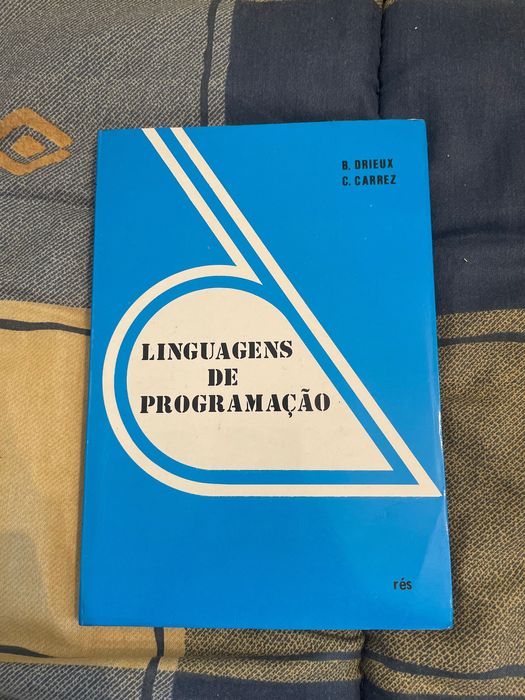 B. DRIEUX
C. CARREZ
LINGUAGENS
DE
PROGRAMAÇÃO
rés